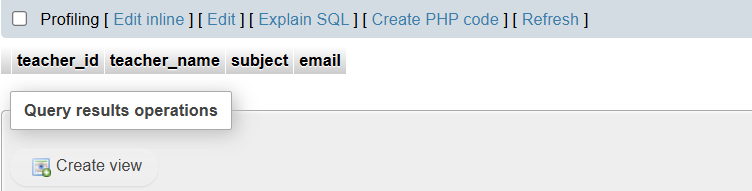 Profiling [ Edit inline ] [ Edit ] [ Explain SQL ] [ Create PHP code ] [ Refresh ]
teacher_id teacher_name subject email
Query results operations
Create view